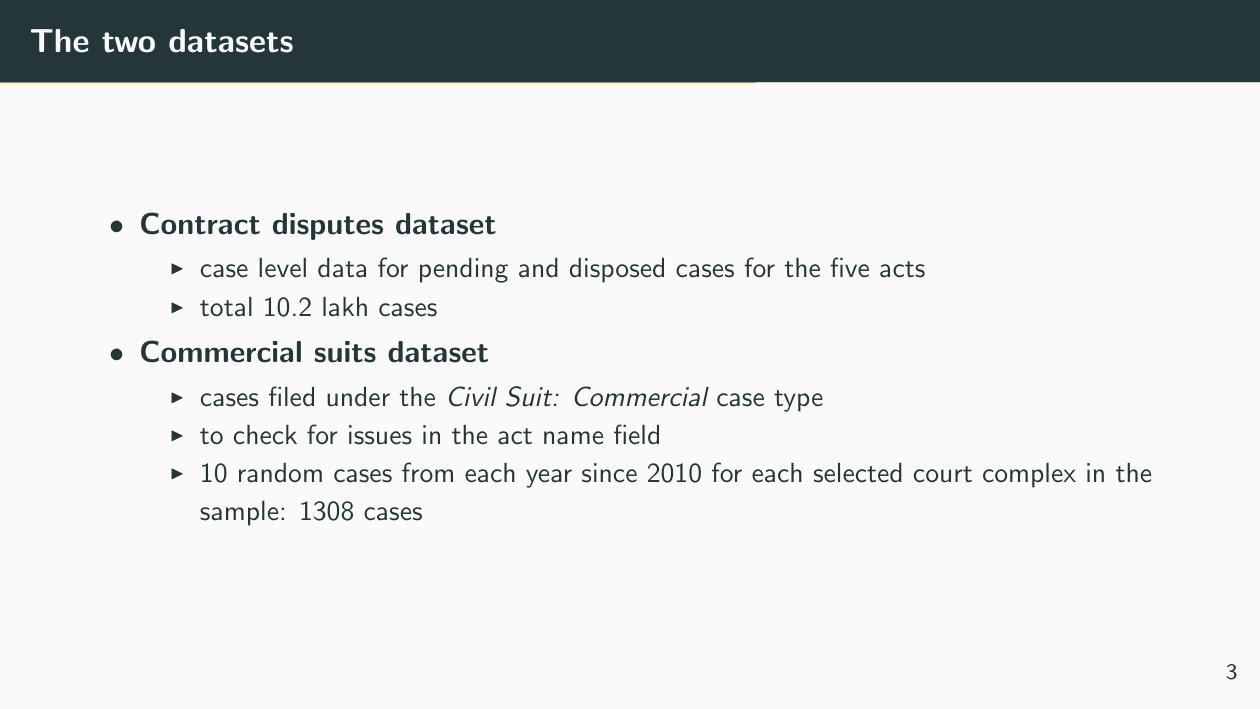 The two datasets
• Contract disputes dataset
▶ case level data for pending and disposed cases for the five acts
▶ total 10.2 lakh cases
• Commercial suits dataset
▶ cases filed under the Civil Suit: Commercial case type
▶ to check for issues in the act name field
▶ 10 random cases from each year since 2010 for each selected court complex in the
sample: 1308 cases
3